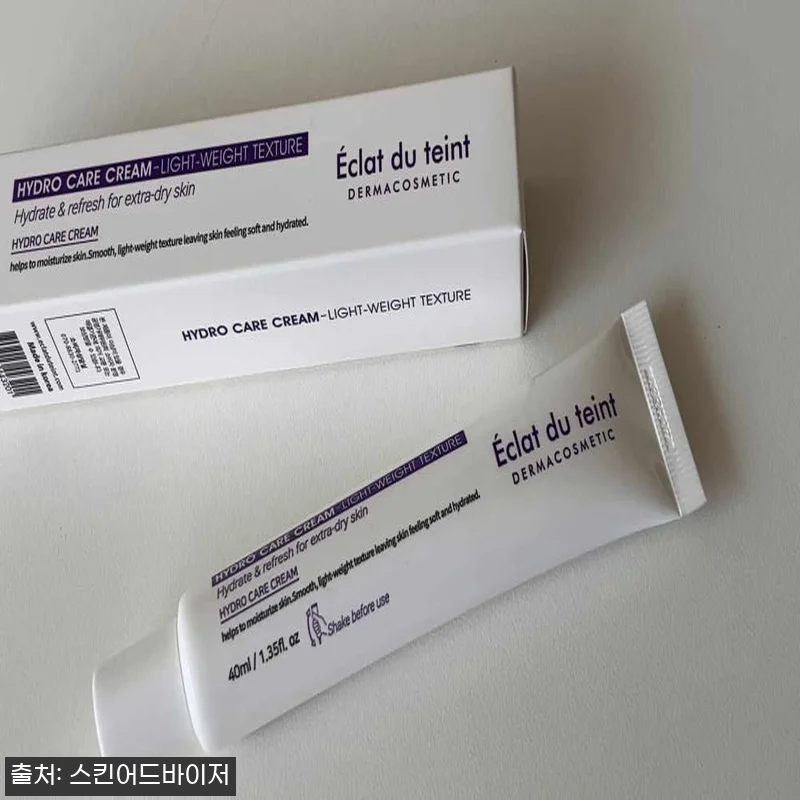 HYDRO CARE CREAM-LIGHT-WEIGHT TEXTURE
Hydrate & refresh for extra-dry skin
HYDRO CARE CREAM
helps to moisturize skin.Smooth, light-weight texture leaving skin feeling soft and hydrated.
Éclat du teint
DERMACOSMETIC
HYDRO CARE CREAM-LIGHT-WEIGHT TEXTURE
Made in korea
Éclat du teint
DERMACOSMETIC
HYDRO CARE CREAM-LIGHT-WEIGHT TEXTURE
Hydrate & refresh for extra-dry skin
HYDRO CARE CREAM
helps to moisturize skin.Smooth, light-weight texture leaving skin feeling soft and hydrated.
40ml / 1.35fl. oz
Shake before use
출처: 스킨어드바이저